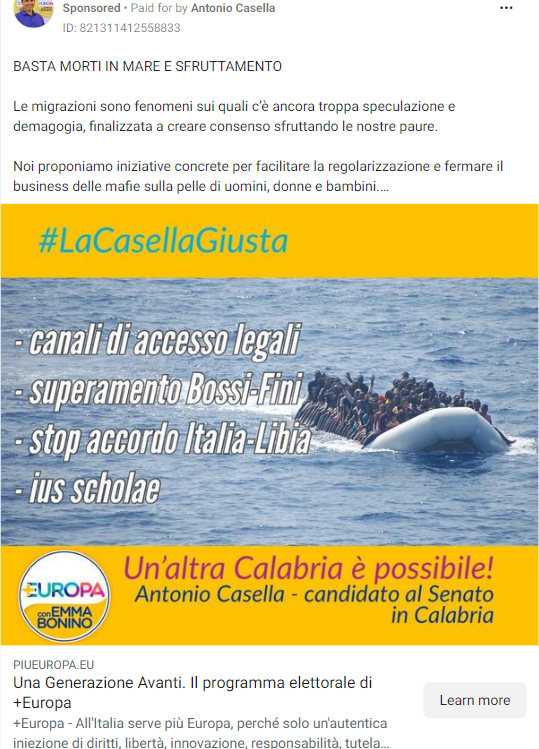 Sponsored • Paid for by Antonio Casella
ID: 821311412558833
BASTA MORTI IN MARE E SFRUTTAMENTO
Le migrazioni sono fenomeni sui quali c'è ancora troppa speculazione e
demagogia, finalizzata a creare consenso sfruttando le nostre paure.
Noi proponiamo iniziative concrete per facilitare la regolarizzazione e fermare il
business delle mafie sulla pelle di uomini, donne e bambini....
#LaCasellaGiusta
- canali di accesso legali
- superamento Bossi-Fini
- stop accordo Italia-Libia
- ius scholae
+EUROPA
con EMMA
BONINO
Un'altra Calabria è possibile!
Antonio Casella - candidato al Senato
in Calabria
PIUEUROPA.EU
Una Generazione Avanti. Il programma elettorale di
+Europa
+Europa - All'Italia serve più Europa, perché solo un'autentica
iniezione di diritti, libertà, innovazione, responsabilità, tutela...
Learn more